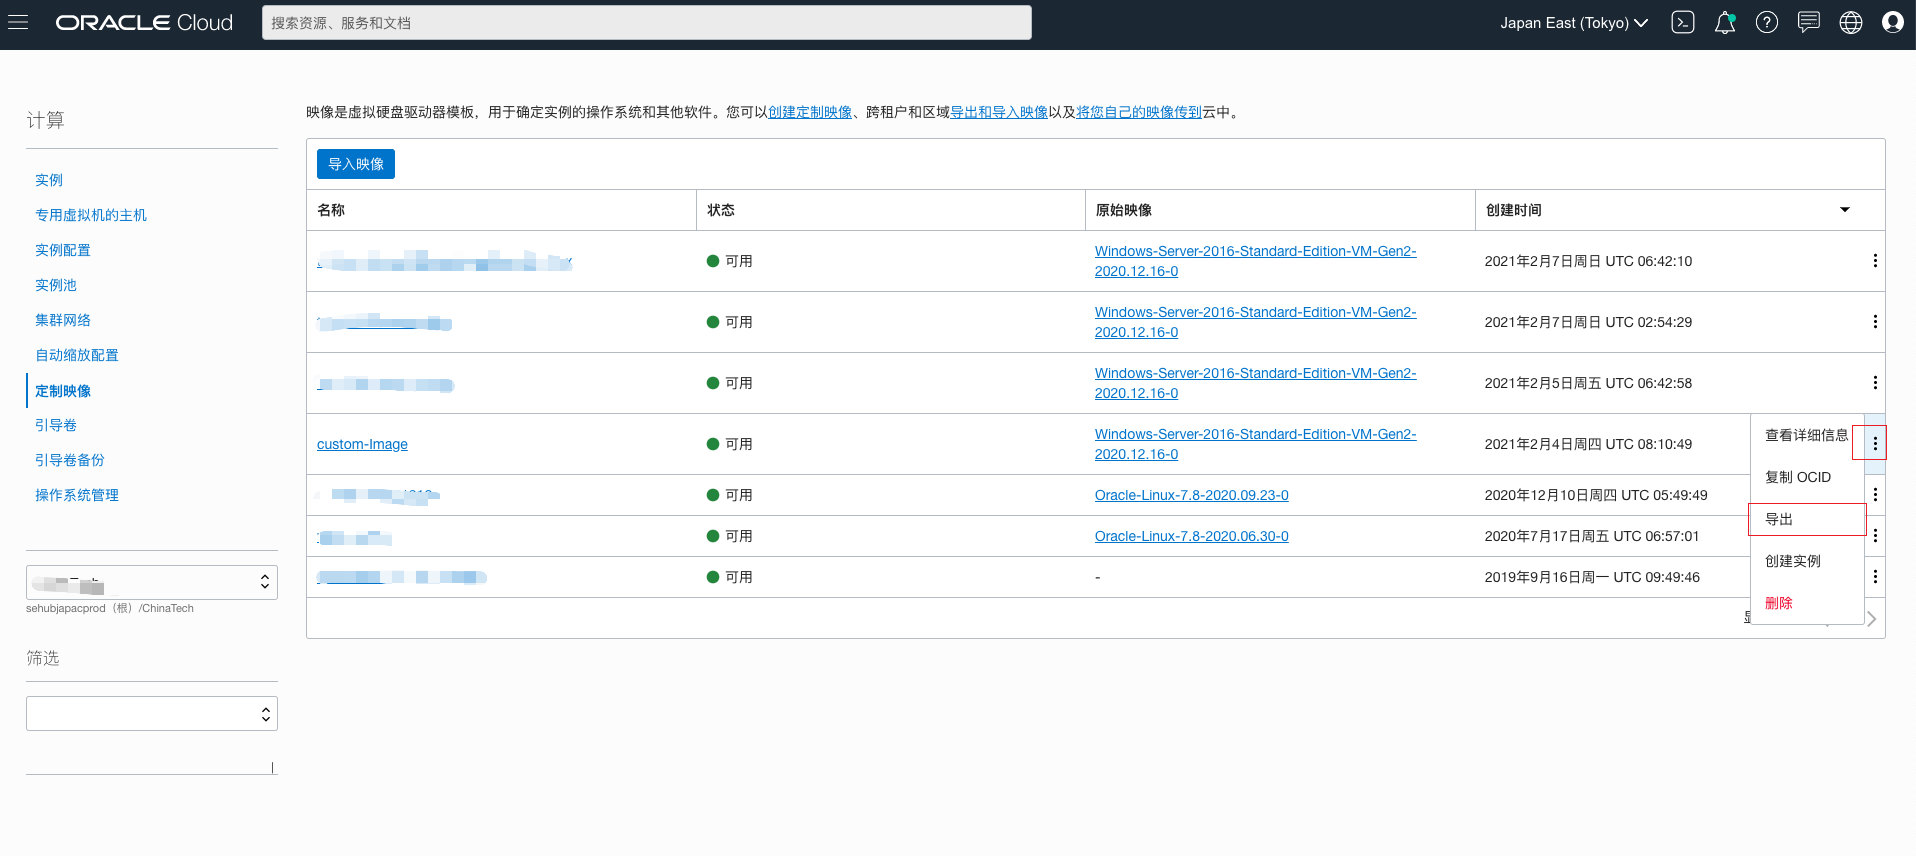 ORACLE Cloud
搜索资源、服务和文档
Japan East (Tokyo)
计算
实例
专用虚拟机的主机
实例配置
实例池
集群网络
自动缩放配置
定制映像
引导卷
引导卷备份
操作系统管理
sehubjapacprod（根）/ChinaTech
筛选
映像是虚拟硬盘驱动器模板，用于确定实例的操作系统和其他软件。您可以创建定制映像、跨租户和区域导出和导入映像以及将您自己的映像传到云中。
导入映像
名称 状态 原始映像 创建时间
可用 Windows-Server-2016-Standard-Edition-VM-Gen2- 2021年2月7日周日 UTC 06:42:10
2020.12.16-0
可用 Windows-Server-2016-Standard-Edition-VM-Gen2- 2021年2月7日周日 UTC 02:54:29
2020.12.16-0
可用 Windows-Server-2016-Standard-Edition-VM-Gen2- 2021年2月5日周五 UTC 06:42:58
2020.12.16-0
custom-Image 可用 Windows-Server-2016-Standard-Edition-VM-Gen2- 2021年2月4日周四 UTC 08:10:49
2020.12.16-0
可用 Oracle-Linux-7.8-2020.09.23-0 2020年12月10日周四 UTC 05:49:49
可用 Oracle-Linux-7.8-2020.06.30-0 2020年7月17日周五 UTC 06:57:01
可用 - 2019年9月16日周一 UTC 09:49:46
查看详细信息
复制 OCID
导出
创建实例
删除